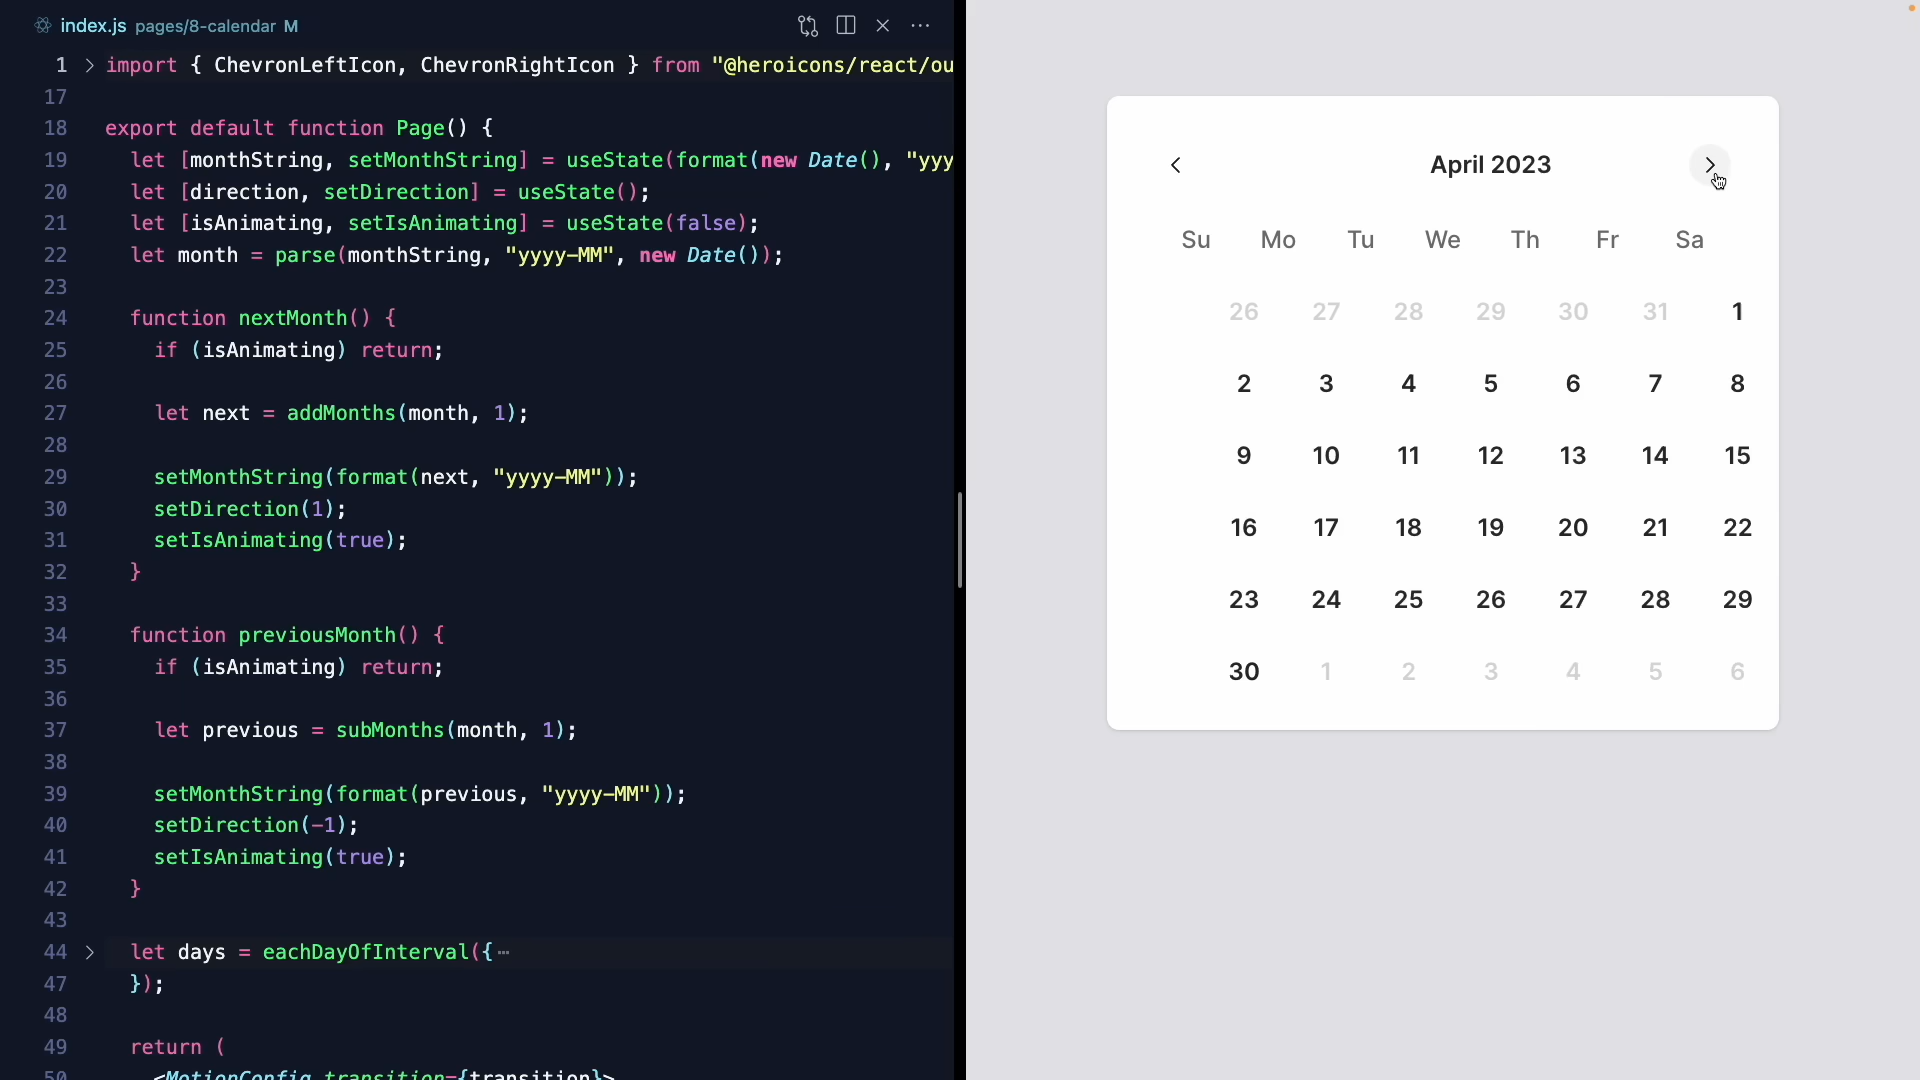 index.js pages/8-calendar M
1 import { ChevronLeftIcon, ChevronRightIcon } from "@heroicons/react/ou
17
18 export default function Page() {
19 let [monthString, setMonthString] = useState(format(new Date(), "yyy
20 let [direction, setDirection] = useState();
21 let [isAnimating, setIsAnimating] = useState(false);
22 let month = parse(monthString, "yyyy-MM", new Date());
23
24 function nextMonth() {
25 if (isAnimating) return;
26
27 let next = addMonths(month, 1);
28
29 setMonthString(format(next, "yyyy-MM"));
30 setDirection(1);
31 setIsAnimating(true);
32 }
33
34 function previousMonth() {
35 if (isAnimating) return;
36
37 let previous = subMonths(month, 1);
38
39 setMonthString(format(previous, "yyyy-MM"));
40 setDirection(-1);
41 setIsAnimating(true);
42 }
43
44 let days = eachDayOfInterval({⋯
47 });
48
49 return (
50 <MotionConfig transition={transition}>
April 2023
Su Mo Tu We Th Fr Sa
26 27 28 29 30 31 1
2 3 4 5 6 7 8
9 10 11 12 13 14 15
16 17 18 19 20 21 22
23 24 25 26 27 28 29
30 1 2 3 4 5 6